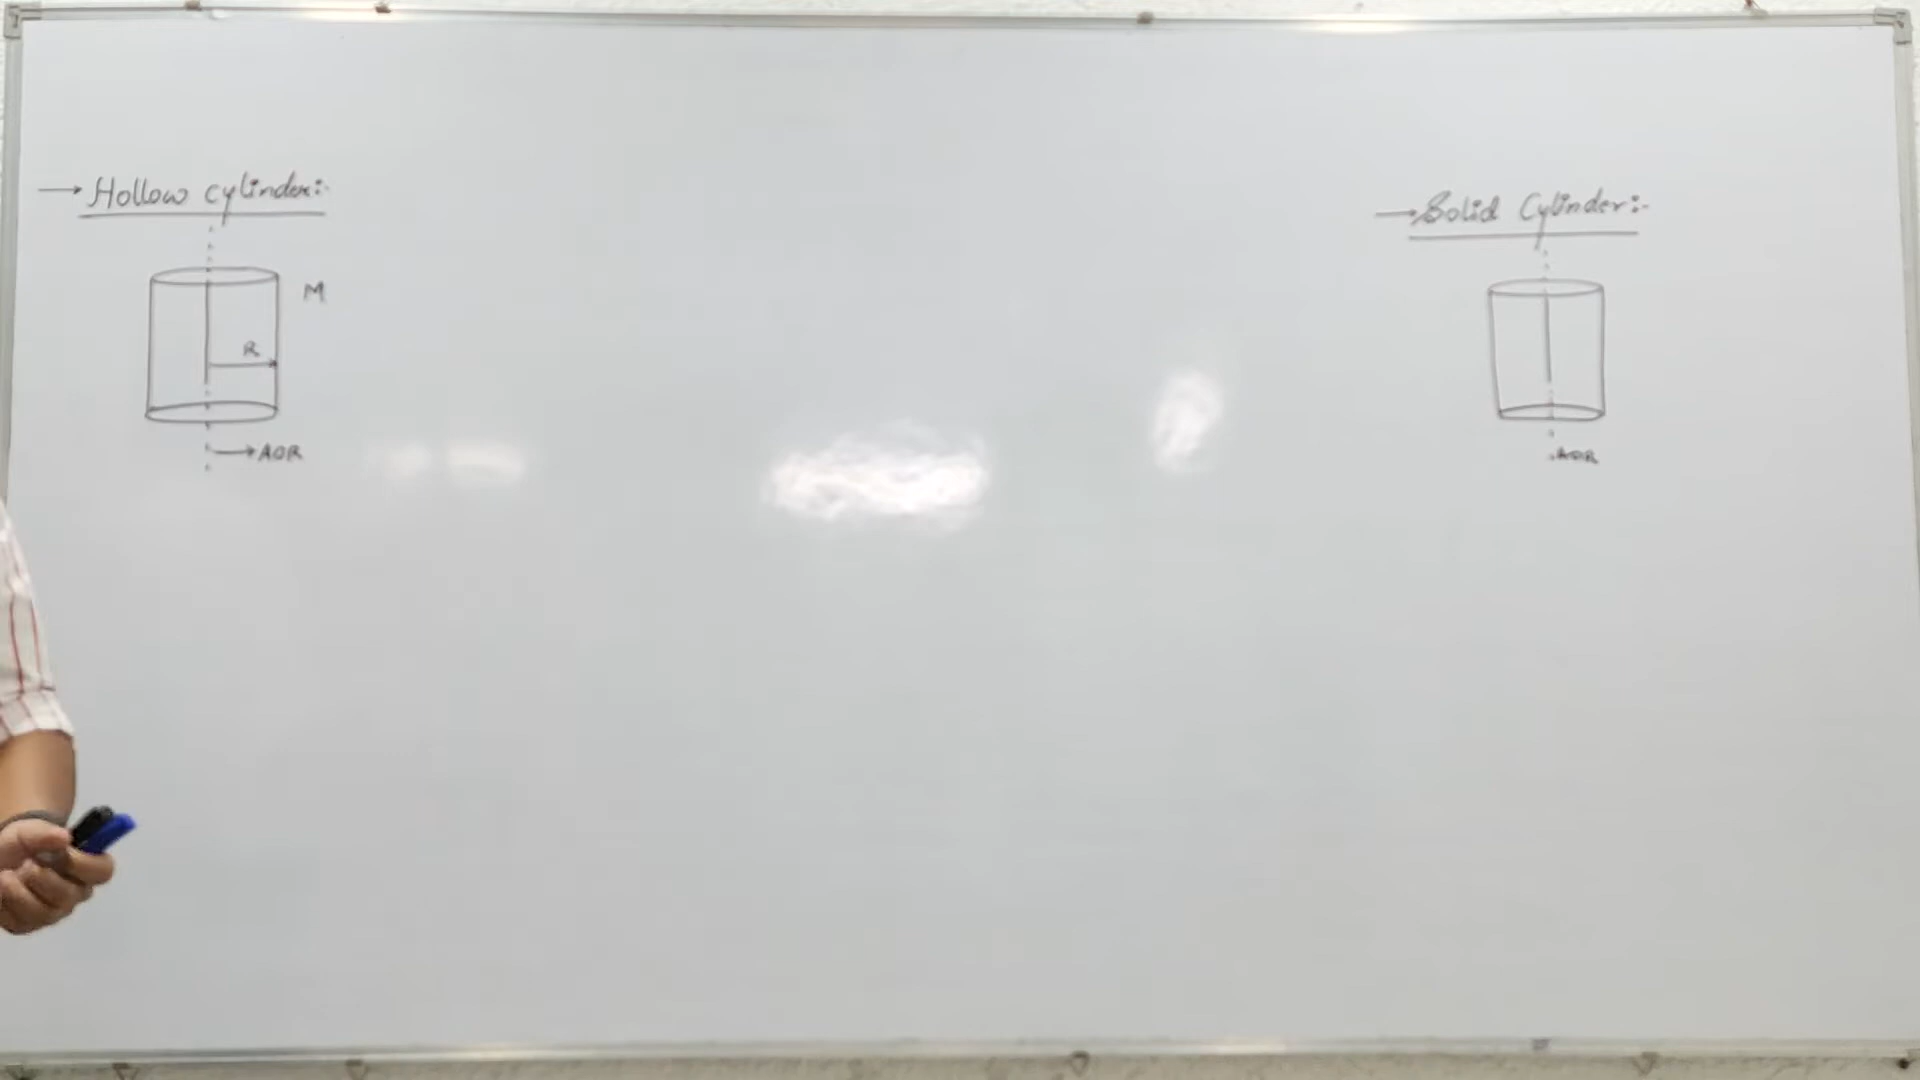 → Hollow cylinder:-
M
R
→ AOR
→ Solid Cylinder:-
AOR